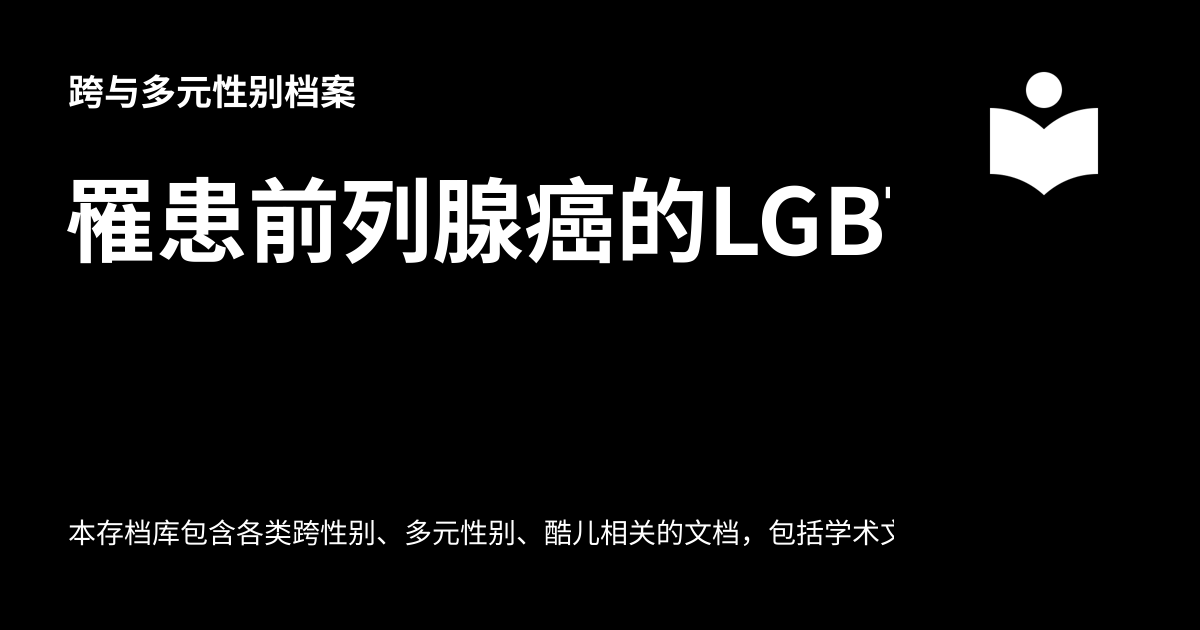 跨与多元性别档案
罹患前列腺癌的LGB
本存档库包含各类跨性别、多元性别、酷儿相关的文档，包括学术